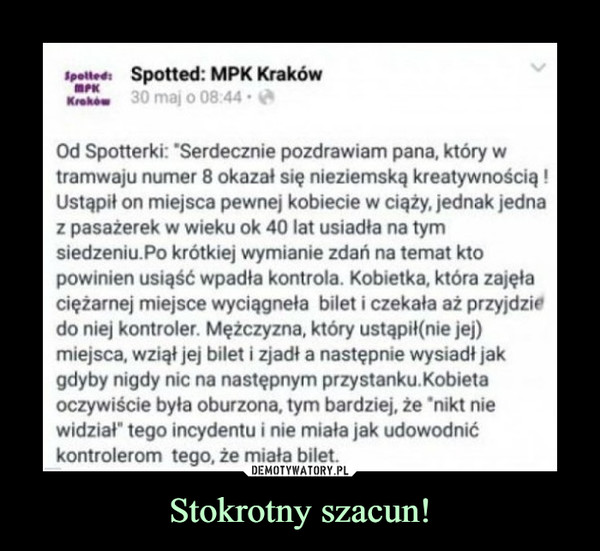 Spotted:
MPK
Kraków
Spotted: MPK Kraków
30 maj o 08:44 ·
Od Spotterki: "Serdecznie pozdrawiam pana, który w
tramwaju numer 8 okazał się nieziemską kreatywnością !
Ustąpił on miejsca pewnej kobiecie w ciąży, jednak jedna
z pasażerek w wieku ok 40 lat usiadła na tym
siedzeniu.Po krótkiej wymianie zdań na temat kto
powinien usiąść wpadła kontrola. Kobietka, która zajęła
ciężarnej miejsce wyciągneła bilet i czekała aż przyjdzie
do niej kontroler. Mężczyzna, który ustąpił(nie jej)
miejsca, wziął jej bilet i zjadł a następnie wysiadł jak
gdyby nigdy nic na następnym przystanku.Kobieta
oczywiście była oburzona, tym bardziej, że "nikt nie
widział" tego incydentu i nie miała jak udowodnić
kontrolerom tego, że miała bilet.
DEMOTYWATORY.PL
Stokrotny szacun!